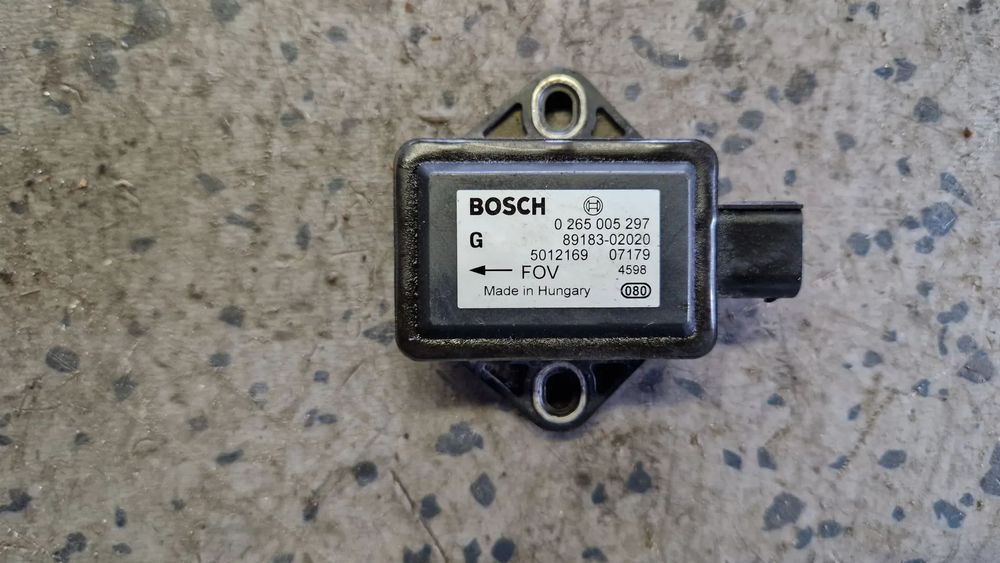 BOSCH
0 265 005 297
G 89183-02020
5012169 07179
← FOV 4598
Made in Hungary 080